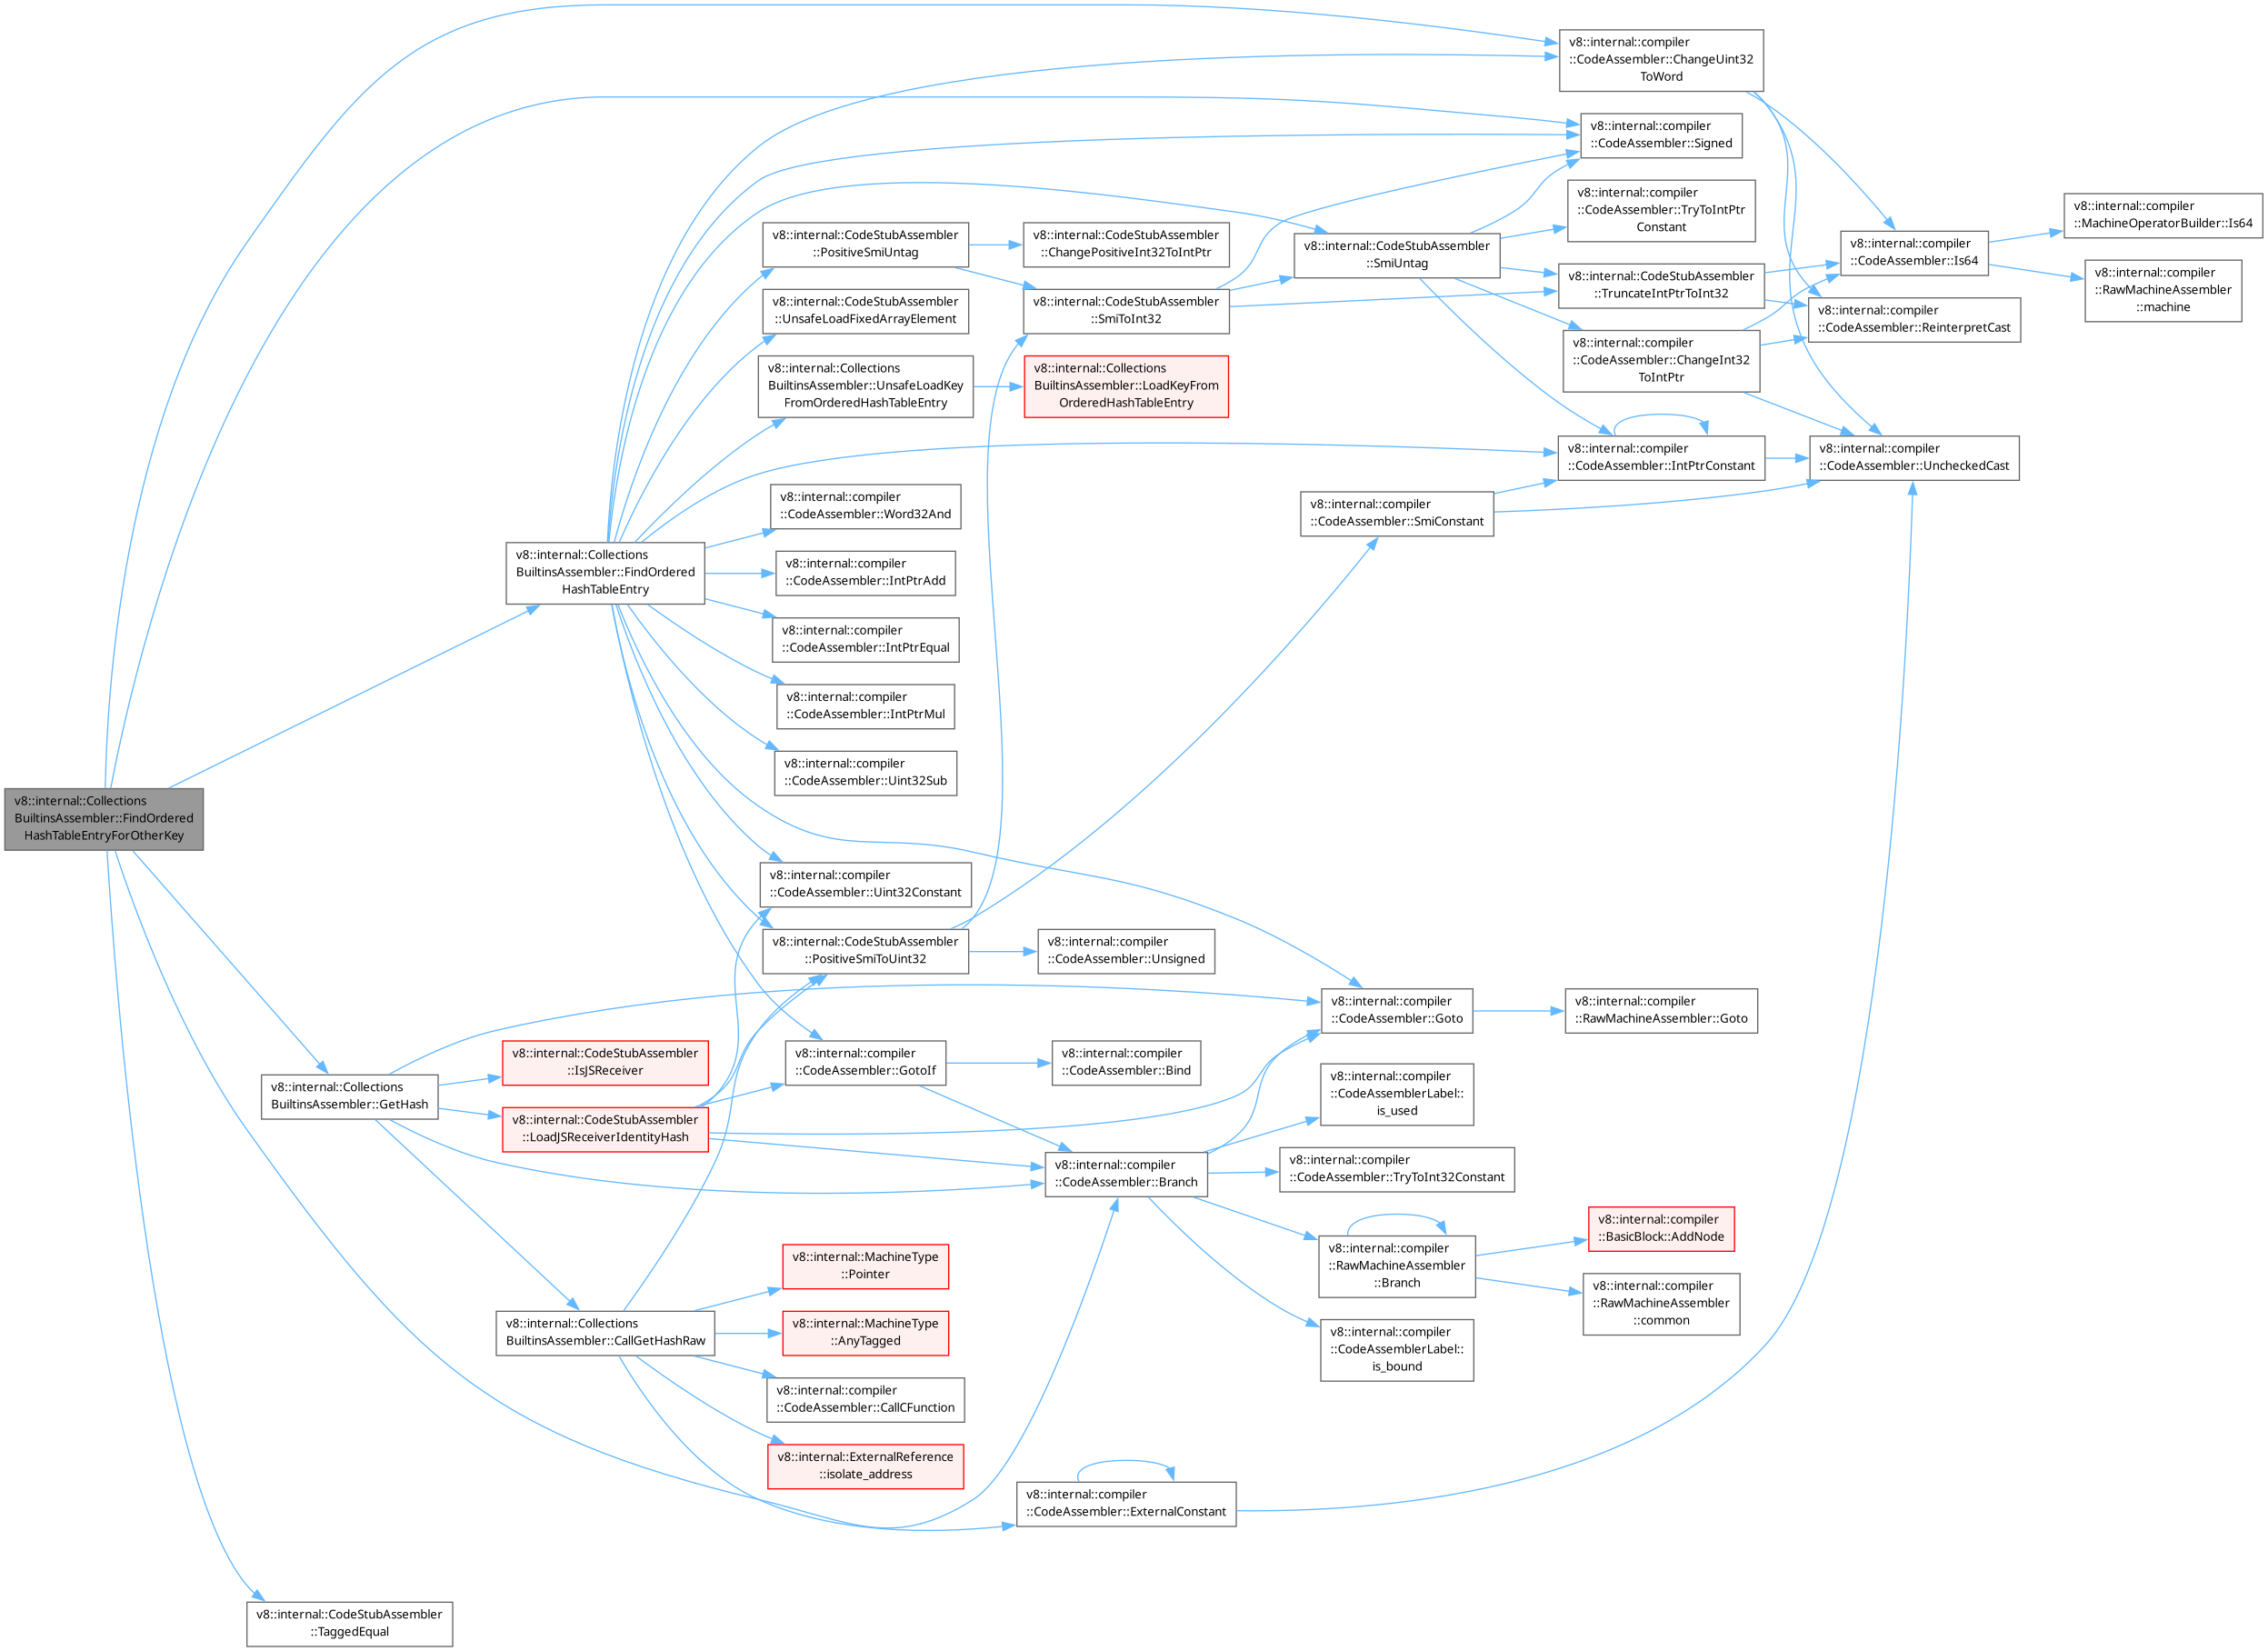 v8::internal::Collections
BuiltinsAssembler::FindOrdered
HashTableEntryForOtherKey
v8::internal::compiler
::CodeAssembler::ChangeUint32
ToWord
v8::internal::compiler
::CodeAssembler::Signed
v8::internal::compiler
::CodeAssembler::TryToIntPtr
Constant
v8::internal::CodeStubAssembler
::PositiveSmiUntag
v8::internal::CodeStubAssembler
::ChangePositiveInt32ToIntPtr
v8::internal::CodeStubAssembler
::SmiUntag
v8::internal::compiler
::CodeAssembler::Is64
v8::internal::compiler
::MachineOperatorBuilder::Is64
v8::internal::compiler
::RawMachineAssembler
::machine
v8::internal::CodeStubAssembler
::UnsafeLoadFixedArrayElement
v8::internal::CodeStubAssembler
::SmiToInt32
v8::internal::CodeStubAssembler
::TruncateIntPtrToInt32
v8::internal::compiler
::CodeAssembler::ReinterpretCast
v8::internal::Collections
BuiltinsAssembler::UnsafeLoadKey
FromOrderedHashTableEntry
v8::internal::Collections
BuiltinsAssembler::LoadKeyFrom
OrderedHashTableEntry
v8::internal::compiler
::CodeAssembler::ChangeInt32
ToIntPtr
v8::internal::compiler
::CodeAssembler::IntPtrConstant
v8::internal::compiler
::CodeAssembler::UncheckedCast
v8::internal::compiler
::CodeAssembler::Word32And
v8::internal::compiler
::CodeAssembler::SmiConstant
v8::internal::Collections
BuiltinsAssembler::FindOrdered
HashTableEntry
v8::internal::compiler
::CodeAssembler::IntPtrAdd
v8::internal::compiler
::CodeAssembler::IntPtrEqual
v8::internal::compiler
::CodeAssembler::IntPtrMul
v8::internal::compiler
::CodeAssembler::Uint32Sub
v8::internal::compiler
::CodeAssembler::Uint32Constant
v8::internal::CodeStubAssembler
::PositiveSmiToUint32
v8::internal::compiler
::CodeAssembler::Unsigned
v8::internal::compiler
::CodeAssembler::Goto
v8::internal::compiler
::RawMachineAssembler::Goto
v8::internal::Collections
BuiltinsAssembler::GetHash
v8::internal::CodeStubAssembler
::IsJSReceiver
v8::internal::compiler
::CodeAssembler::GotoIf
v8::internal::compiler
::CodeAssembler::Bind
v8::internal::compiler
::CodeAssemblerLabel::
is_used
v8::internal::CodeStubAssembler
::LoadJSReceiverIdentityHash
v8::internal::compiler
::CodeAssembler::Branch
v8::internal::compiler
::CodeAssembler::TryToInt32Constant
v8::internal::compiler
::RawMachineAssembler
::Branch
v8::internal::compiler
::BasicBlock::AddNode
v8::internal::compiler
::RawMachineAssembler
::common
v8::internal::MachineType
::Pointer
v8::internal::Collections
BuiltinsAssembler::CallGetHashRaw
v8::internal::MachineType
::AnyTagged
v8::internal::compiler
::CodeAssemblerLabel::
is_bound
v8::internal::compiler
::CodeAssembler::CallCFunction
v8::internal::ExternalReference
::isolate_address
v8::internal::compiler
::CodeAssembler::ExternalConstant
v8::internal::CodeStubAssembler
::TaggedEqual